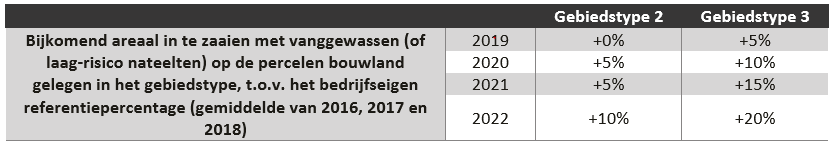 Gebiedstype 2 Gebiedstype 3
Bijkomend areaal in te zaaien met vanggewassen (of 2019 +0% +5%
laag-risico nateelten) op de percelen bouwland 2020 +5% +10%
gelegen in het gebiedstype, t.o.v. het bedrijfseigen 2021 +5% +15%
referentiepercentage (gemiddelde van 2016, 2017 en
2018) 2022 +10% +20%